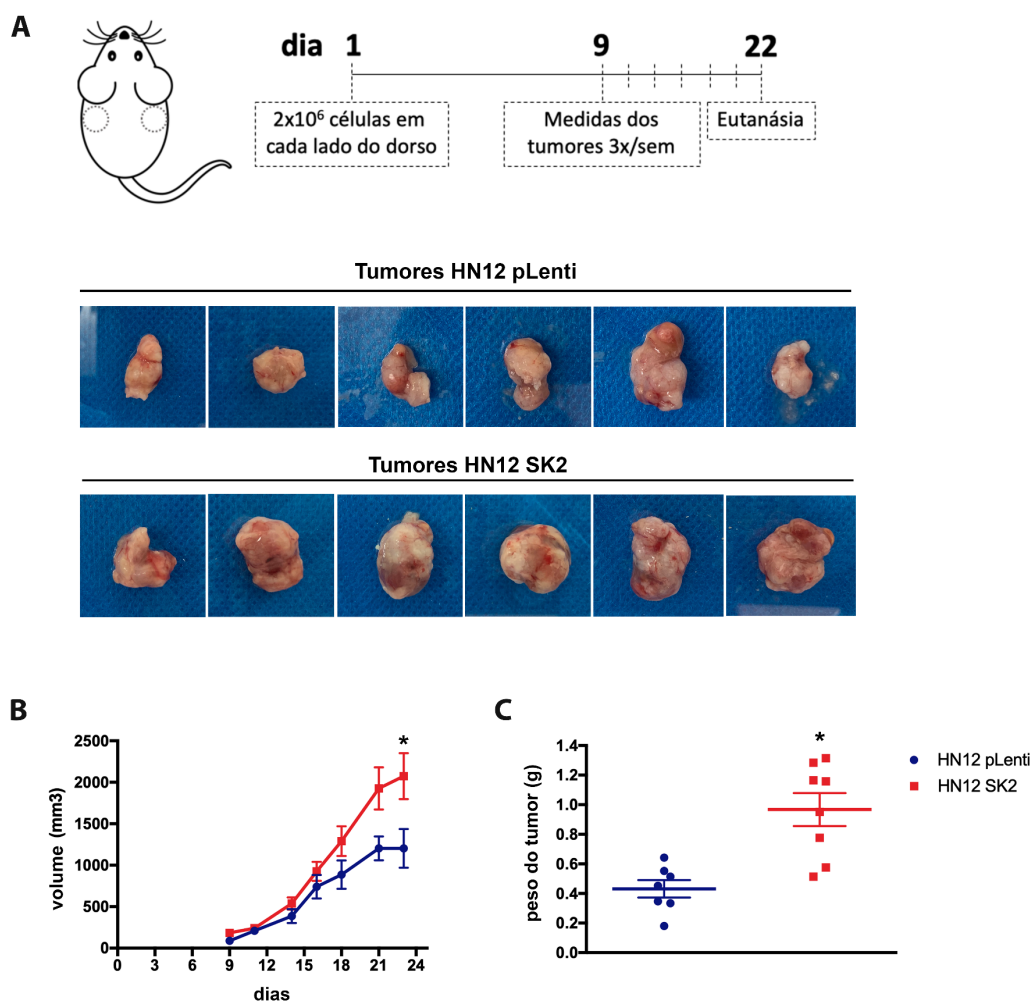 A
dia 1 9 22
2x10⁶ células em
cada lado do dorso
Medidas dos
tumores 3x/sem
Eutanásia
Tumores HN12 pLenti
Tumores HN12 SK2
B
volume (mm3)
2500
2000
1500
1000
500
0
0 3 6 9 12 15 18 21 24
dias
*
C
peso do tumor (g)
1.4
1.2
1.0
0.8
0.6
0.4
0.2
0.0
*
HN12 pLenti
HN12 SK2